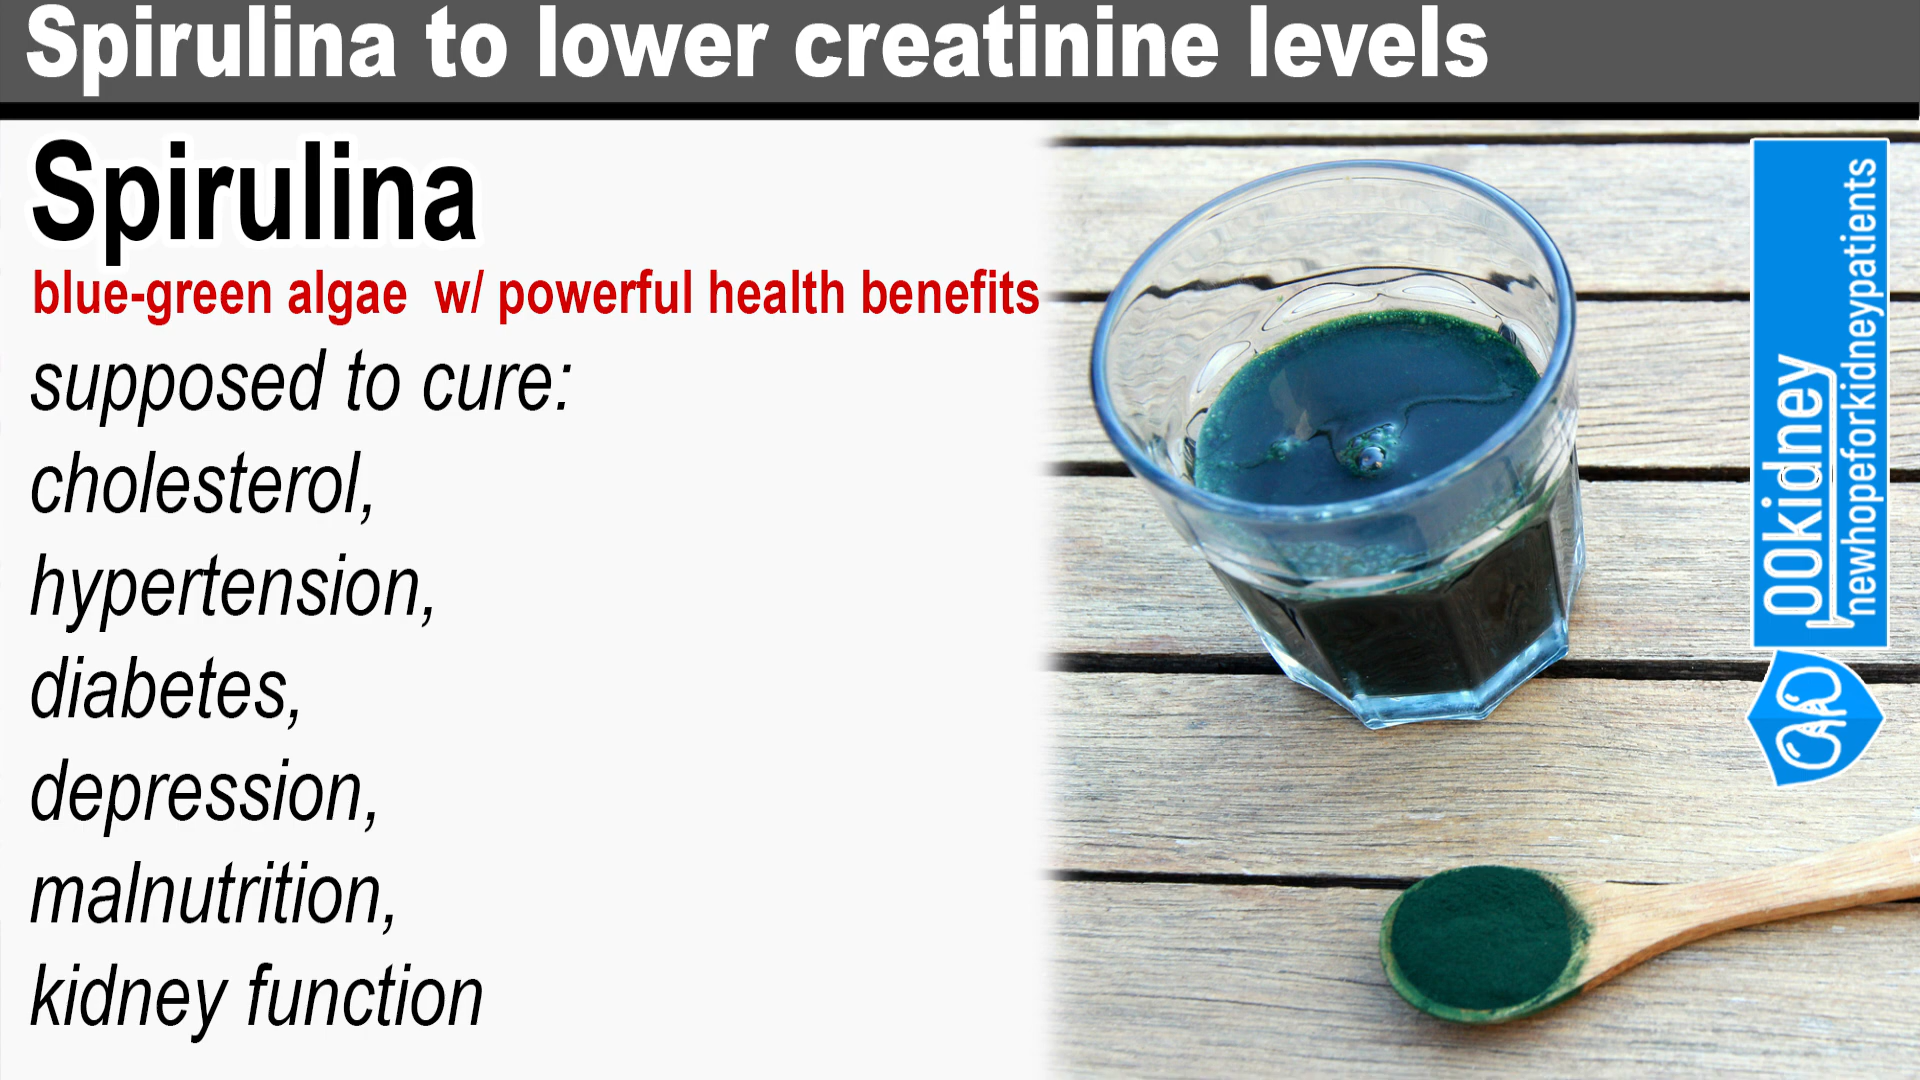 Spirulina to lower creatinine levels
Spirulina
blue-green algae w/ powerful health benefits
supposed to cure:
cholesterol,
hypertension,
diabetes,
depression,
malnutrition,
kidney function
00kidney
newhopeforkidneypatients